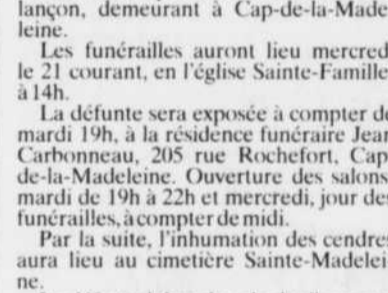 lançon, demeurant à Cap-de-la-Made
leine.
Les funérailles auront lieu mercred
le 21 courant, en l'église Sainte-Famille
à 14h.
La défunte sera exposée à compter de
mardi 19h, à la résidence funéraire Jean
Carbonneau, 205 rue Rochefort, Cap
de-la-Madeleine. Ouverture des salons
mardi de 19h à 22h et mercredi, jour des
funérailles, à compter de midi.
Par la suite, l'inhumation des cendres
aura lieu au cimetière Sainte-Madelei
ne.